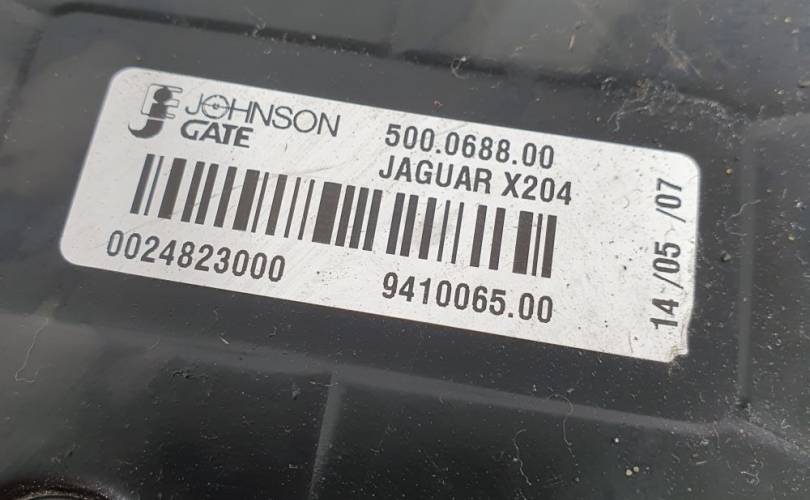 JOHNSON
GATE
500.0688.00
JAGUAR X204
0024823000
9410065.00
14 /05 /07